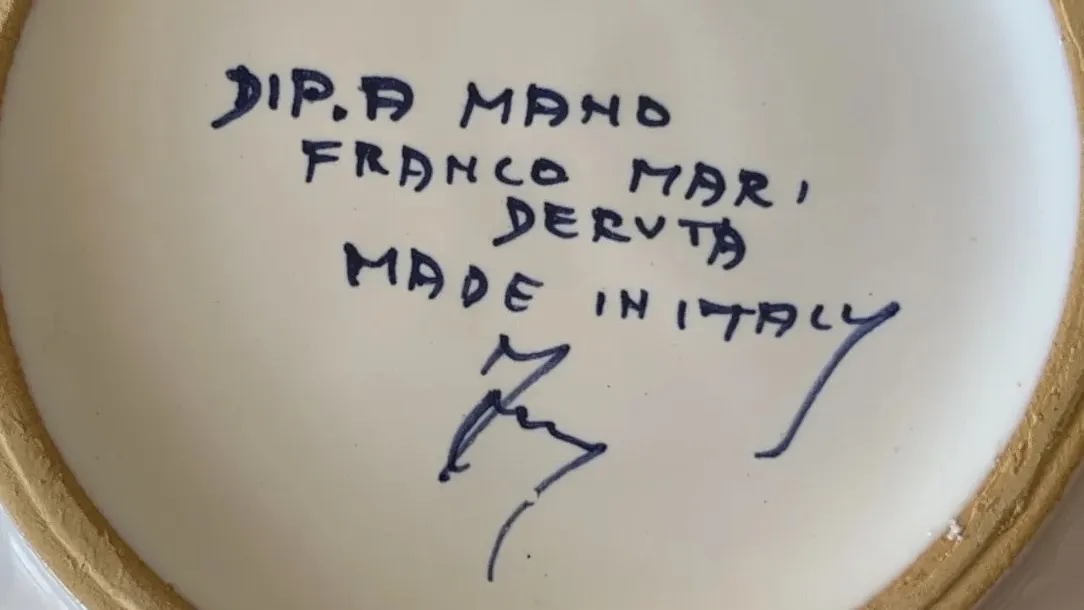 DIP. A MANO
FRANCO MARI
DERUTA
MADE IN ITALY